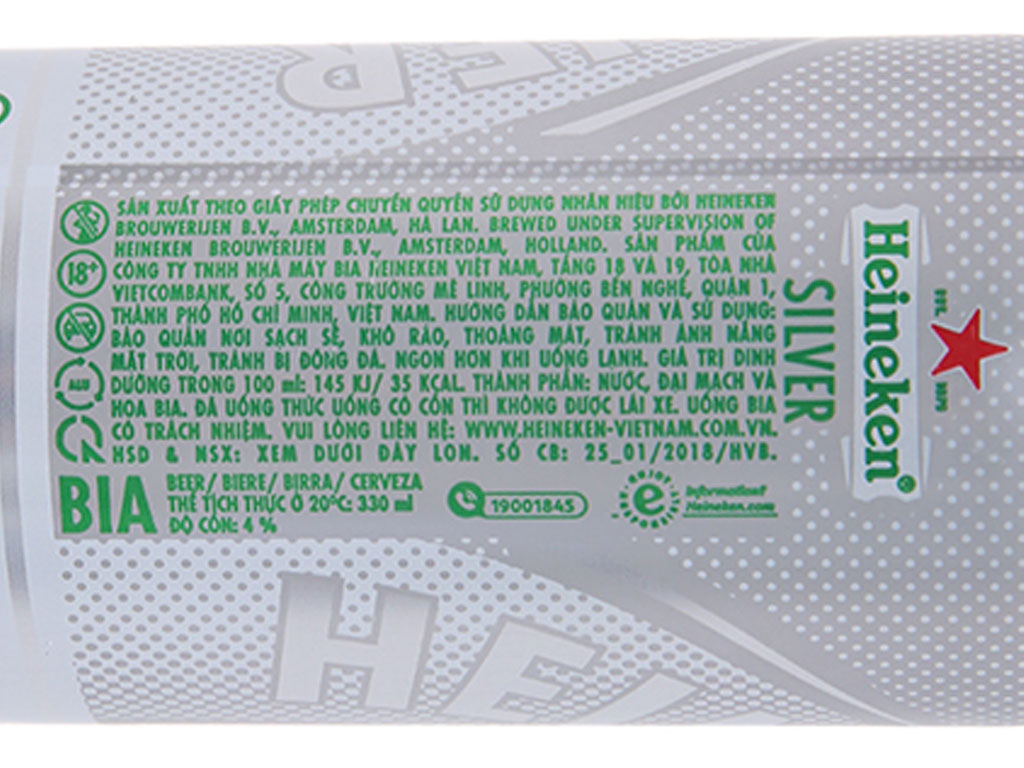 TER
SẢN XUẤT THEO GIẤY PHÉP CHUYỂN QUYỀN SỬ DỤNG NHÃN HIỆU BỞI HEINEKEN
BROUWERIJEN B.V., AMSTERDAM, HÀ LAN. BREWED UNDER SUPERVISION OF
HEINEKEN BROUWERIJEN B.V., AMSTERDAM, HOLLAND. SẢN PHẨM CỦA
CÔNG TY TNHH NHÀ MÁY BIA HEINEKEN VIỆT NAM, TẦNG 18 VÀ 19, TÒA NHÀ
VIETCOMBANK, SỐ 5, CÔNG TRƯỜNG MÊ LINH, PHƯỜNG BẾN NGHÉ, QUẬN 1,
THÀNH PHỐ HỒ CHÍ MINH, VIỆT NAM. HƯỚNG DẪN BẢO QUẢN VÀ SỬ DỤNG:
BẢO QUẢN NƠI SẠCH SẼ, KHÔ RÁO, THOÁNG MÁT, TRÁNH ÁNH NẮNG
MẶT TRỜI, TRÁNH BỊ ĐÔNG ĐÁ. NGON HƠN KHI UỐNG LẠNH. GIÁ TRỊ DINH
DƯỠNG TRONG 100 ml: 145 KJ/ 35 KCAL. THÀNH PHẦN: NƯỚC, ĐẠI MẠCH VÀ
HOA BIA. ĐÃ UỐNG THỨC UỐNG CÓ CỒN THÌ KHÔNG ĐƯỢC LÁI XE. UỐNG BIA
CÓ TRÁCH NHIỆM. VUI LÒNG LIÊN HỆ: WWW.HEINEKEN-VIETNAM.COM.VN.
HSD & NSX: XEM DƯỚI ĐÁY LON. SỐ CB: 25_01/2018/HVB.
18+
ALU
BIA
BEER/ BIERE/ BIRRA/ CERVEZA
THỂ TÍCH THỰC Ở 20°C: 330 ml
ĐỘ CỒN: 4 %
19001845
e
Information?
Heineken.com
SILVER
Heineken®
EST. 1873
HEI